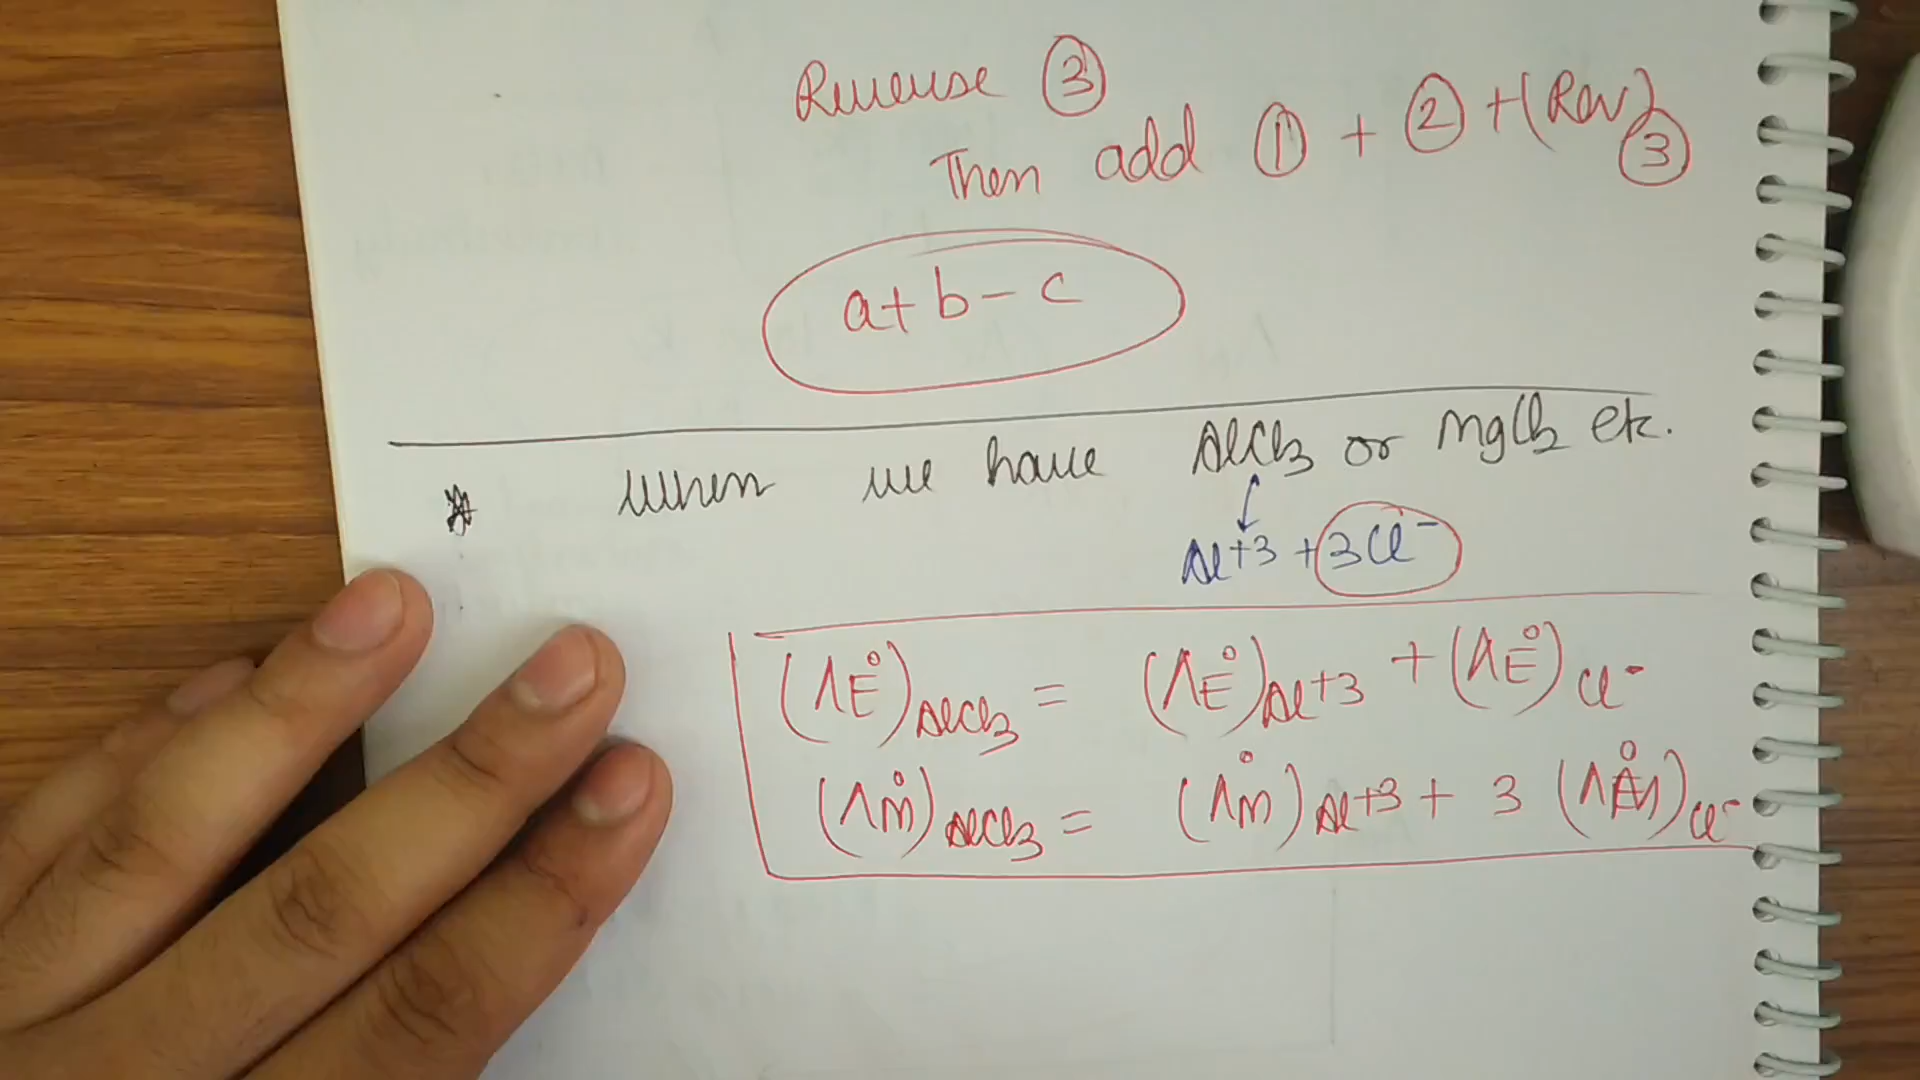 Reverse ③
Then add ① + ② + (Rev) ③
a + b - c
* When we have AlCl3 or MgCl2 etc.
Al+3 + 3Cl⁻
(ΛE°)AlCl3 = (ΛE°)Al+3 + (ΛE°)Cl⁻
(Λm°)AlCl3 = (Λm°)Al+3 + 3 (Λm°)Cl⁻